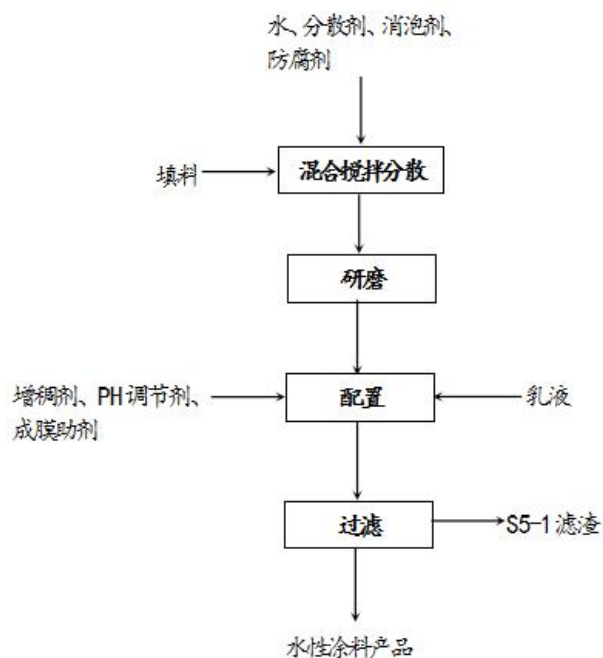 水、分散剂、消泡剂、
防腐剂
填料
混合搅拌分散
研磨
增稠剂、PH调节剂、
成膜助剂
配置
乳液
过滤
S5-1滤渣
水性涂料产品